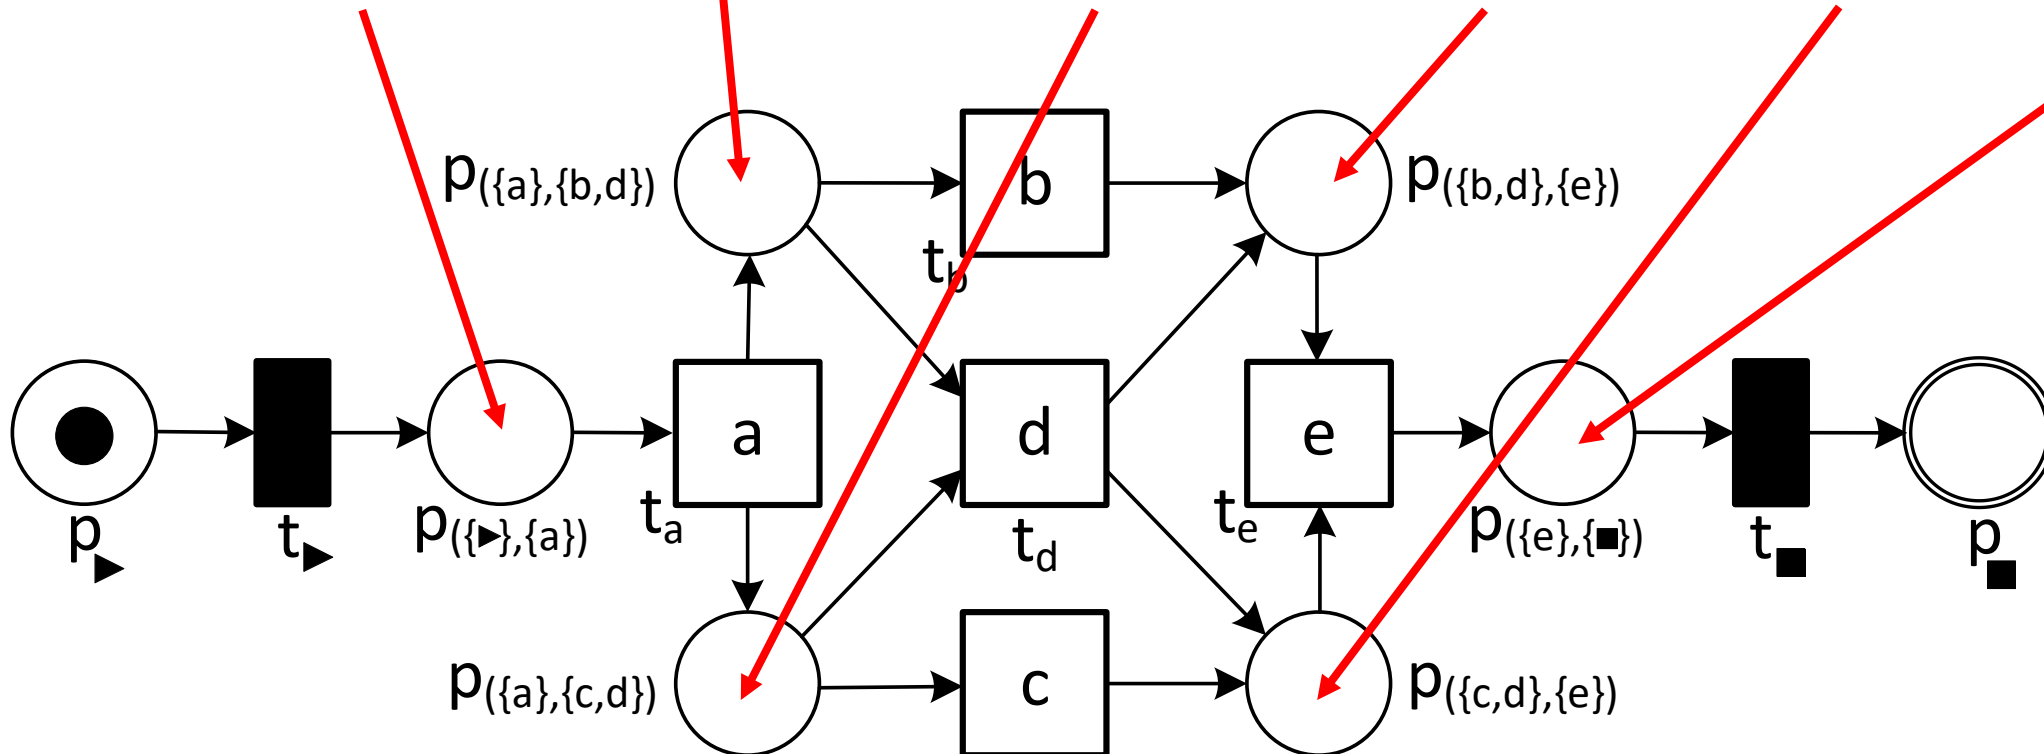 p({a},{b,d})
b
p({b,d},{e})
t_b
a
d
e
p▶
t▶
p({▶},{a})
t_a
t_d
t_e
p({e},{■})
t■
p■
p({a},{c,d})
c
p({c,d},{e})